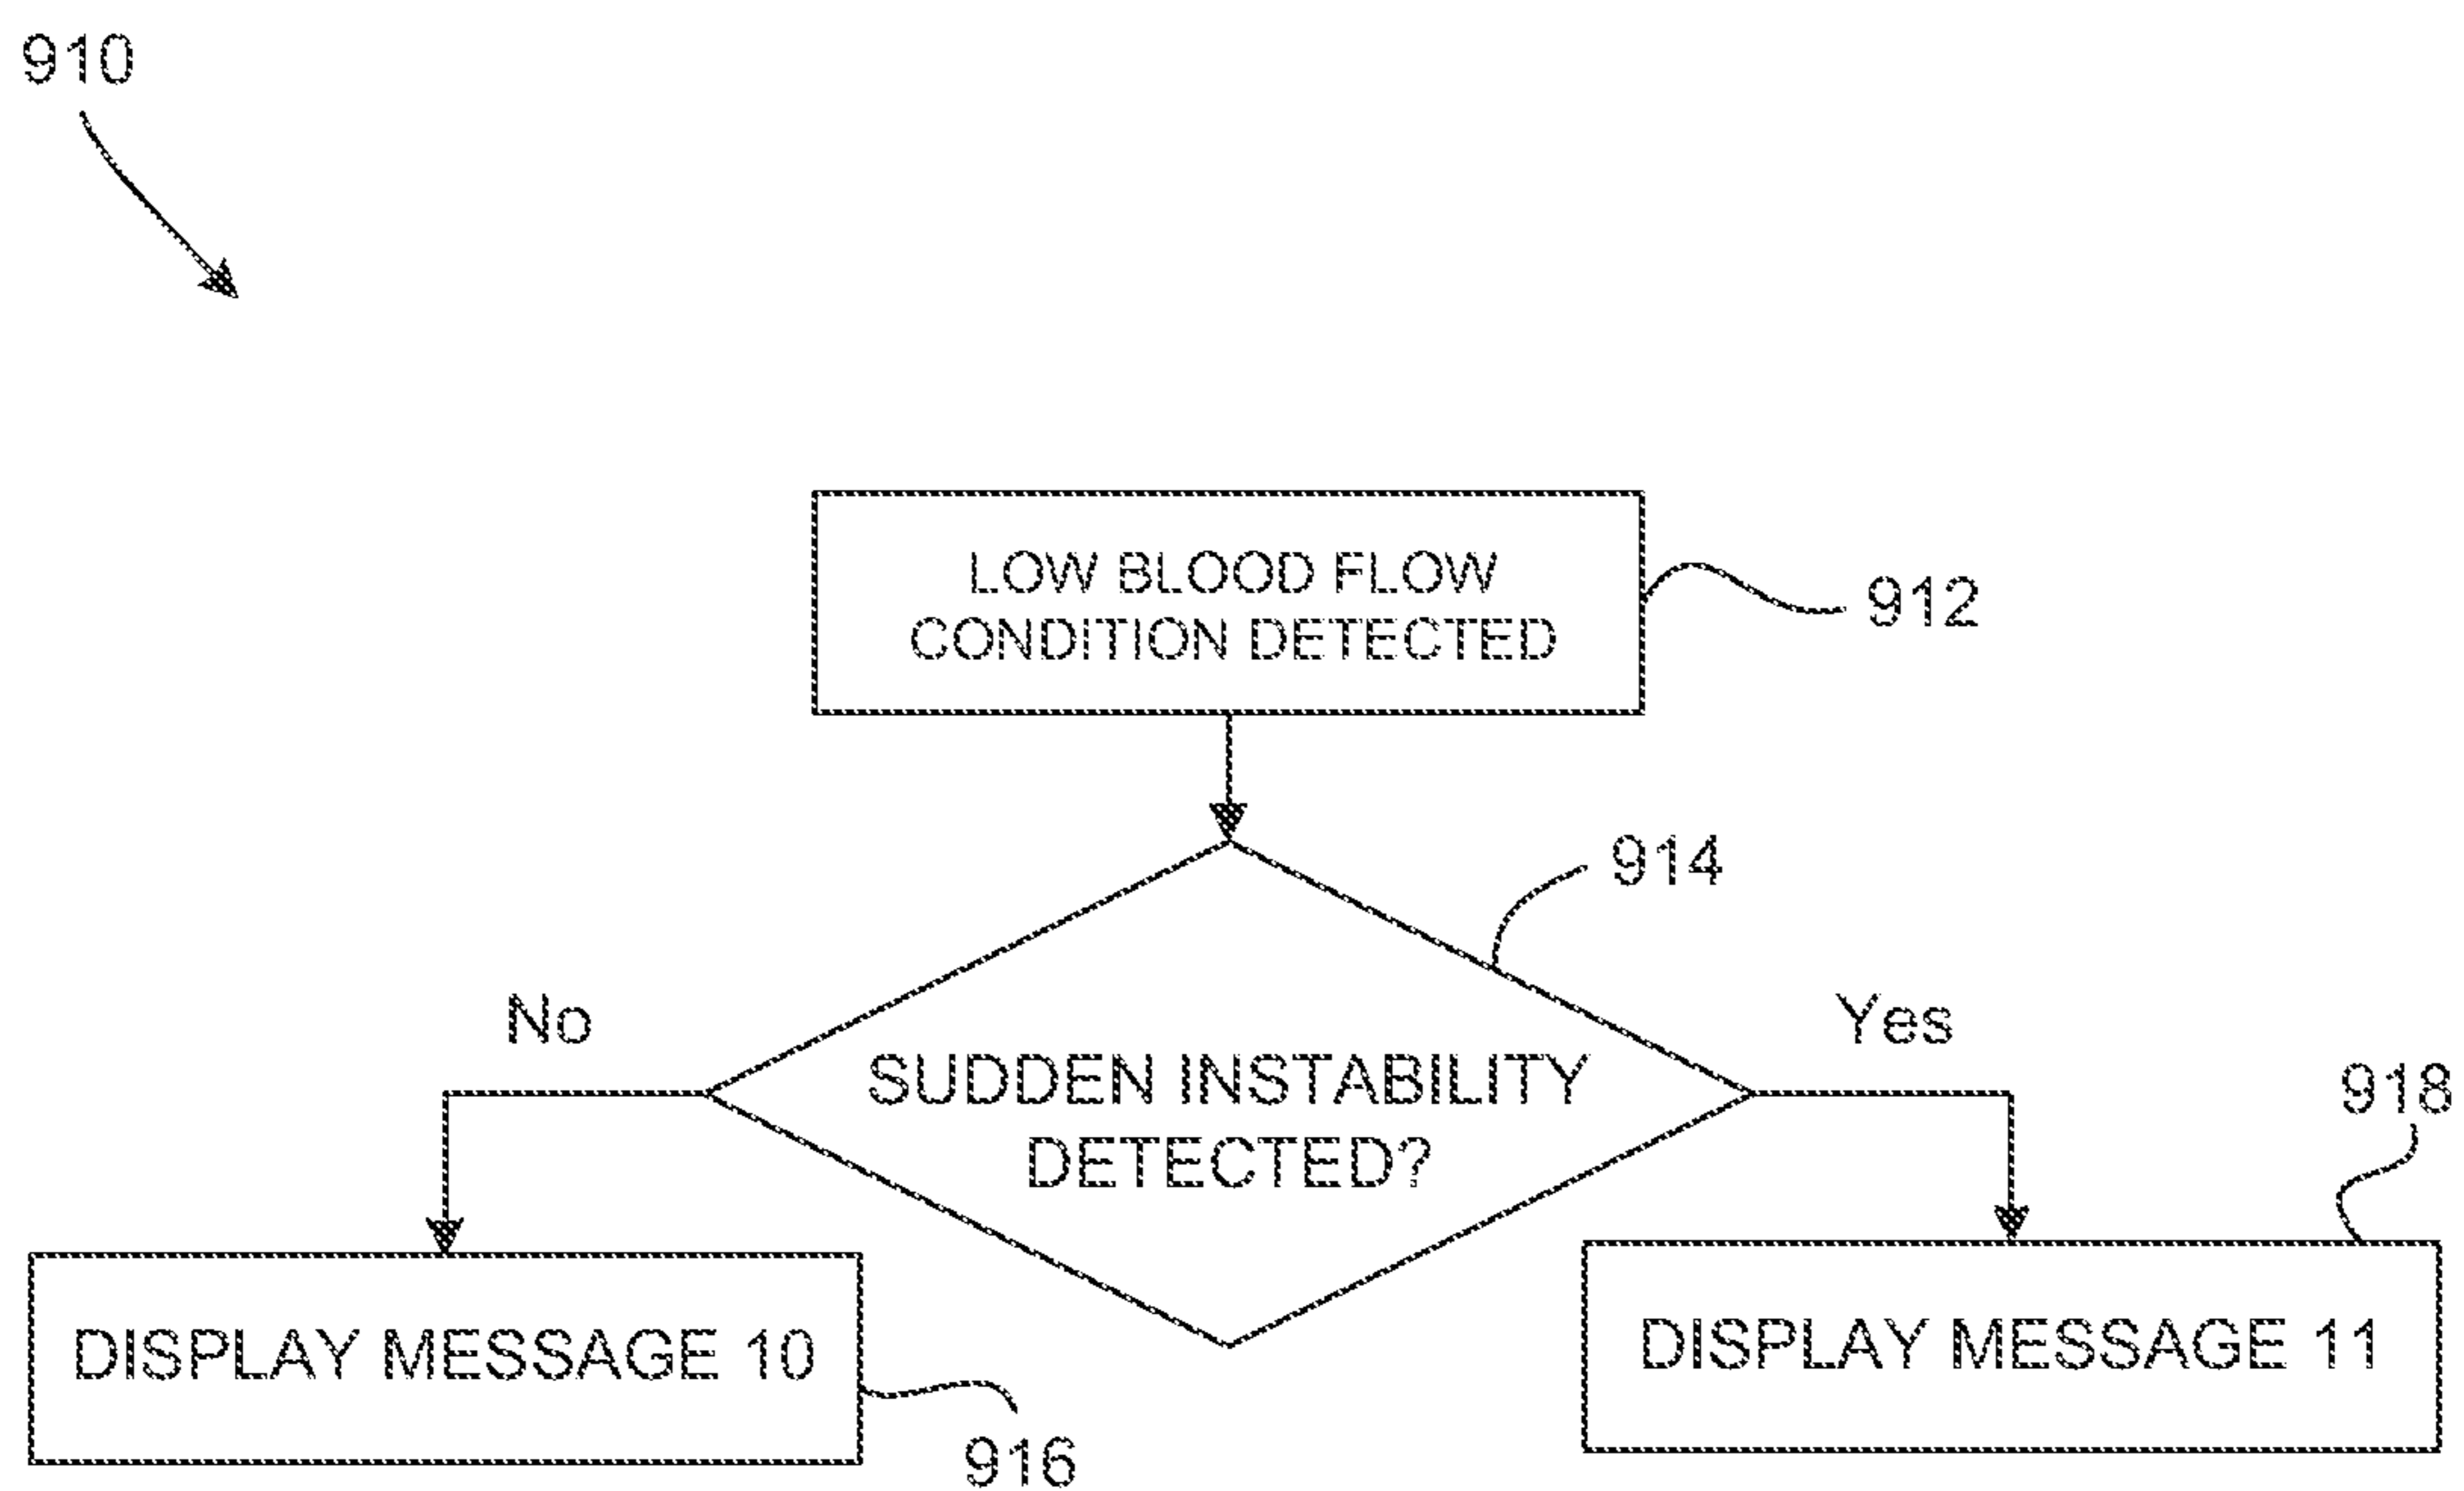 910
LOW BLOOD FLOW
CONDITION DETECTED
912
914
No
Yes
SUDDEN INSTABILITY
DETECTED?
918
DISPLAY MESSAGE 10
DISPLAY MESSAGE 11
916